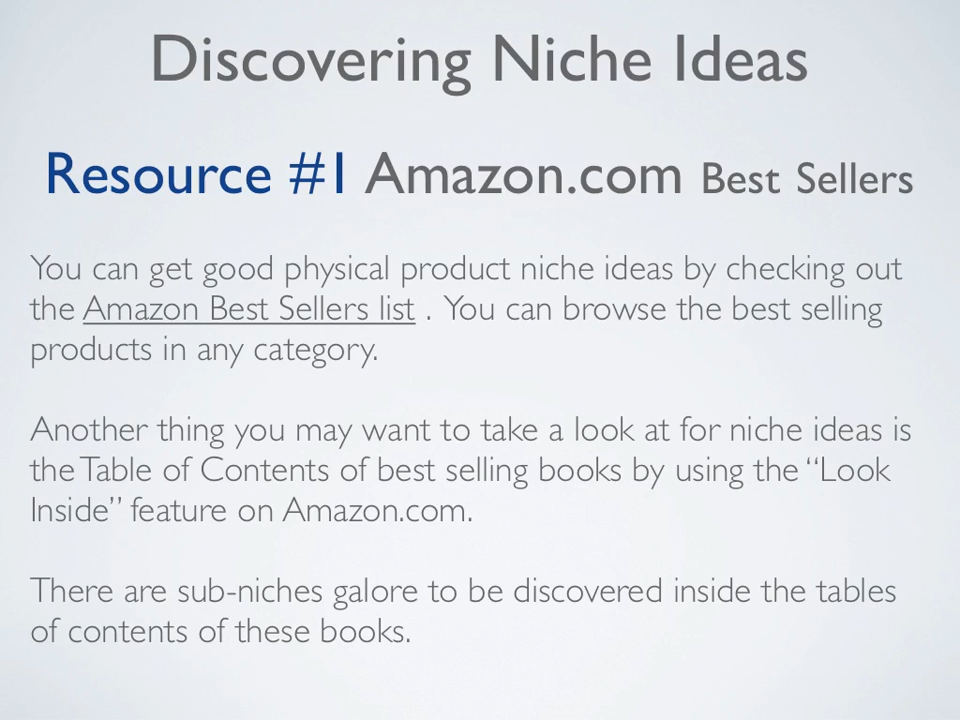 Discovering Niche Ideas
Resource #1 Amazon.com Best Sellers
You can get good physical product niche ideas by checking out
the Amazon Best Sellers list . You can browse the best selling
products in any category.
Another thing you may want to take a look at for niche ideas is
the Table of Contents of best selling books by using the “Look
Inside” feature on Amazon.com.
There are sub-niches galore to be discovered inside the tables
of contents of these books.